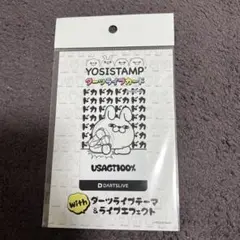 YOSISTAMP
ダーツライブカード
ドカドカドカドカドカ
USAGI100%
DARTSLIVE
with ダーツライブテーマ
&ライブエフェクト